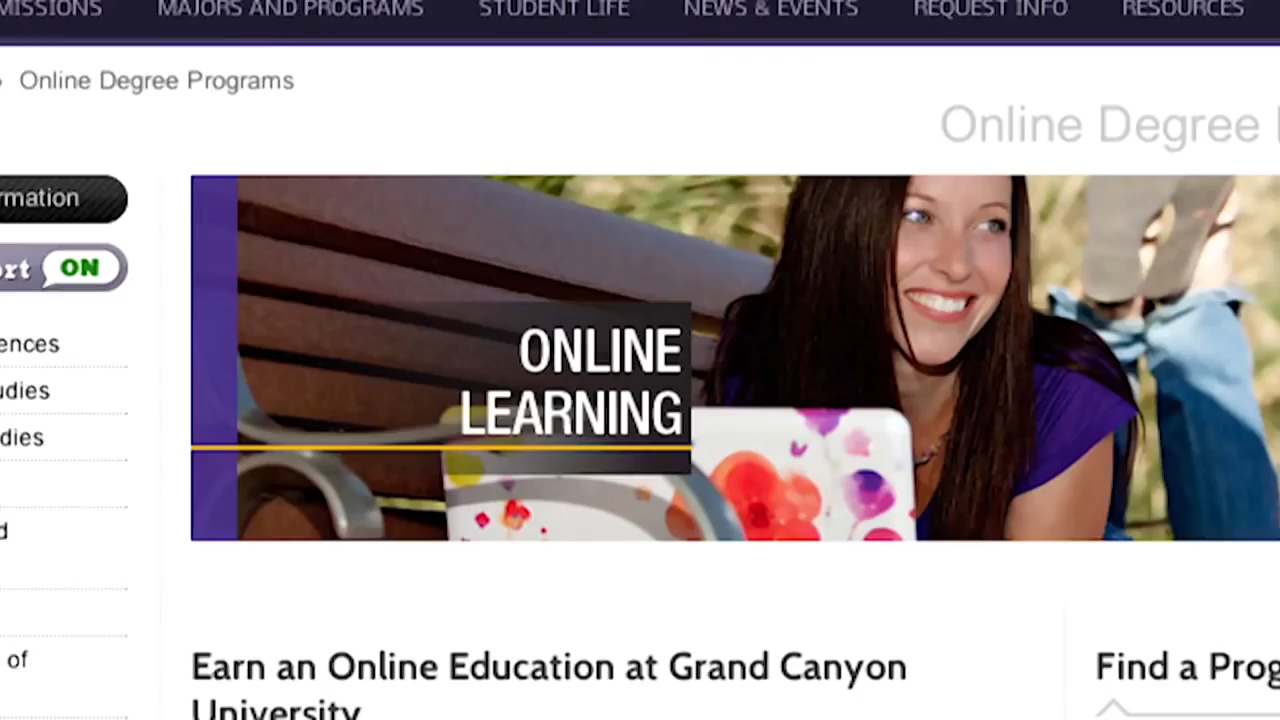 MISSIONS MAJORS AND PROGRAMS STUDENT LIFE NEWS & EVENTS REQUEST INFO RESOURCES
Online Degree Programs
Online Degree
rmation
ort ON
ences
udies
dies
d
of
ONLINE
LEARNING
Earn an Online Education at Grand Canyon
University
Find a Prog